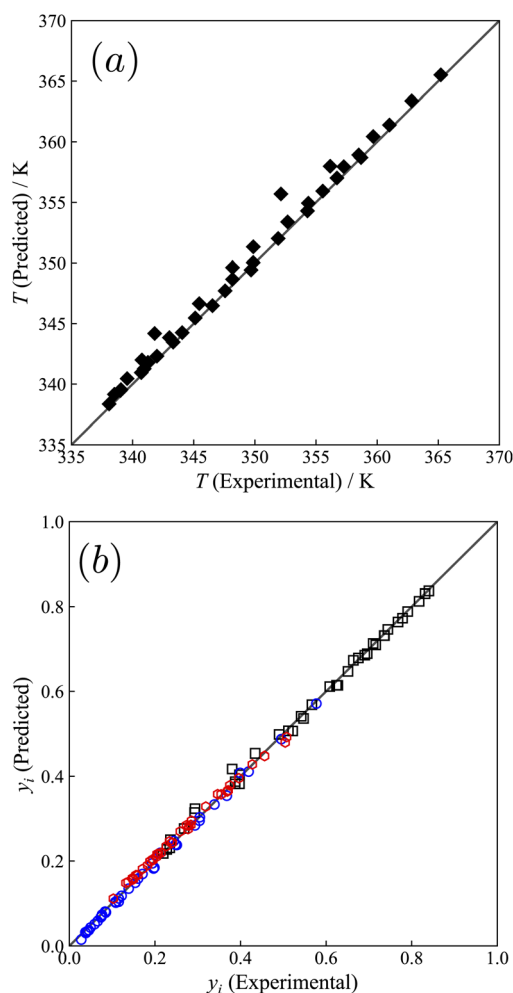 (a)
370
365
360
355
350
345
340
335
T (Predicted) / K
335 340 345 350 355 360 365 370
T (Experimental) / K
(b)
1.0
0.8
0.6
0.4
0.2
0.0
y_i (Predicted)
0.0 0.2 0.4 0.6 0.8 1.0
y_i (Experimental)